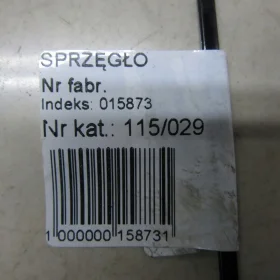 SPRZĘGŁO
Nr fabr.
Indeks: 015873
Nr kat.: 115/029
1 000000 158731